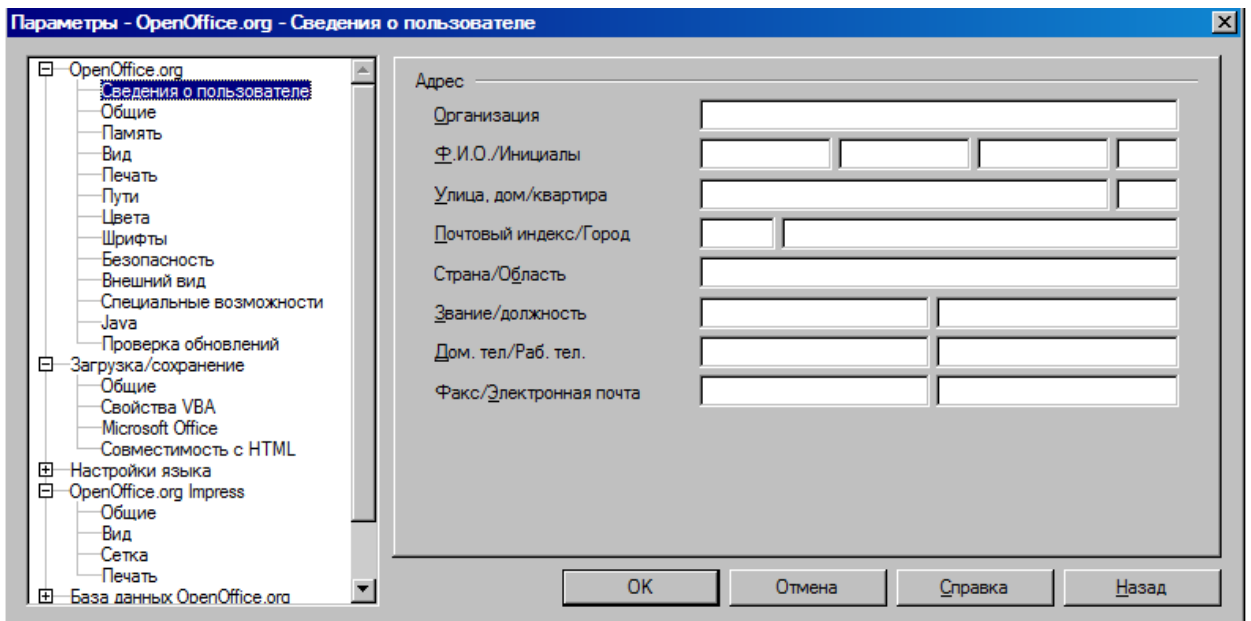 Параметры - OpenOffice.org - Сведения о пользователе
OpenOffice.org
Сведения о пользователе
Общие
Память
Вид
Печать
Пути
Цвета
Шрифты
Безопасность
Внешний вид
Специальные возможности
Java
Проверка обновлений
Загрузка/сохранение
Общие
Свойства VBA
Microsoft Office
Совместимость с HTML
Настройки языка
OpenOffice.org Impress
Общие
Вид
Сетка
Печать
База данных OpenOffice.org
Адрес
Организация
Ф.И.О./Инициалы
Улица, дом/квартира
Почтовый индекс/Город
Страна/Область
Звание/должность
Дом. тел/Раб. тел.
Факс/Электронная почта
OK Отмена Справка Назад